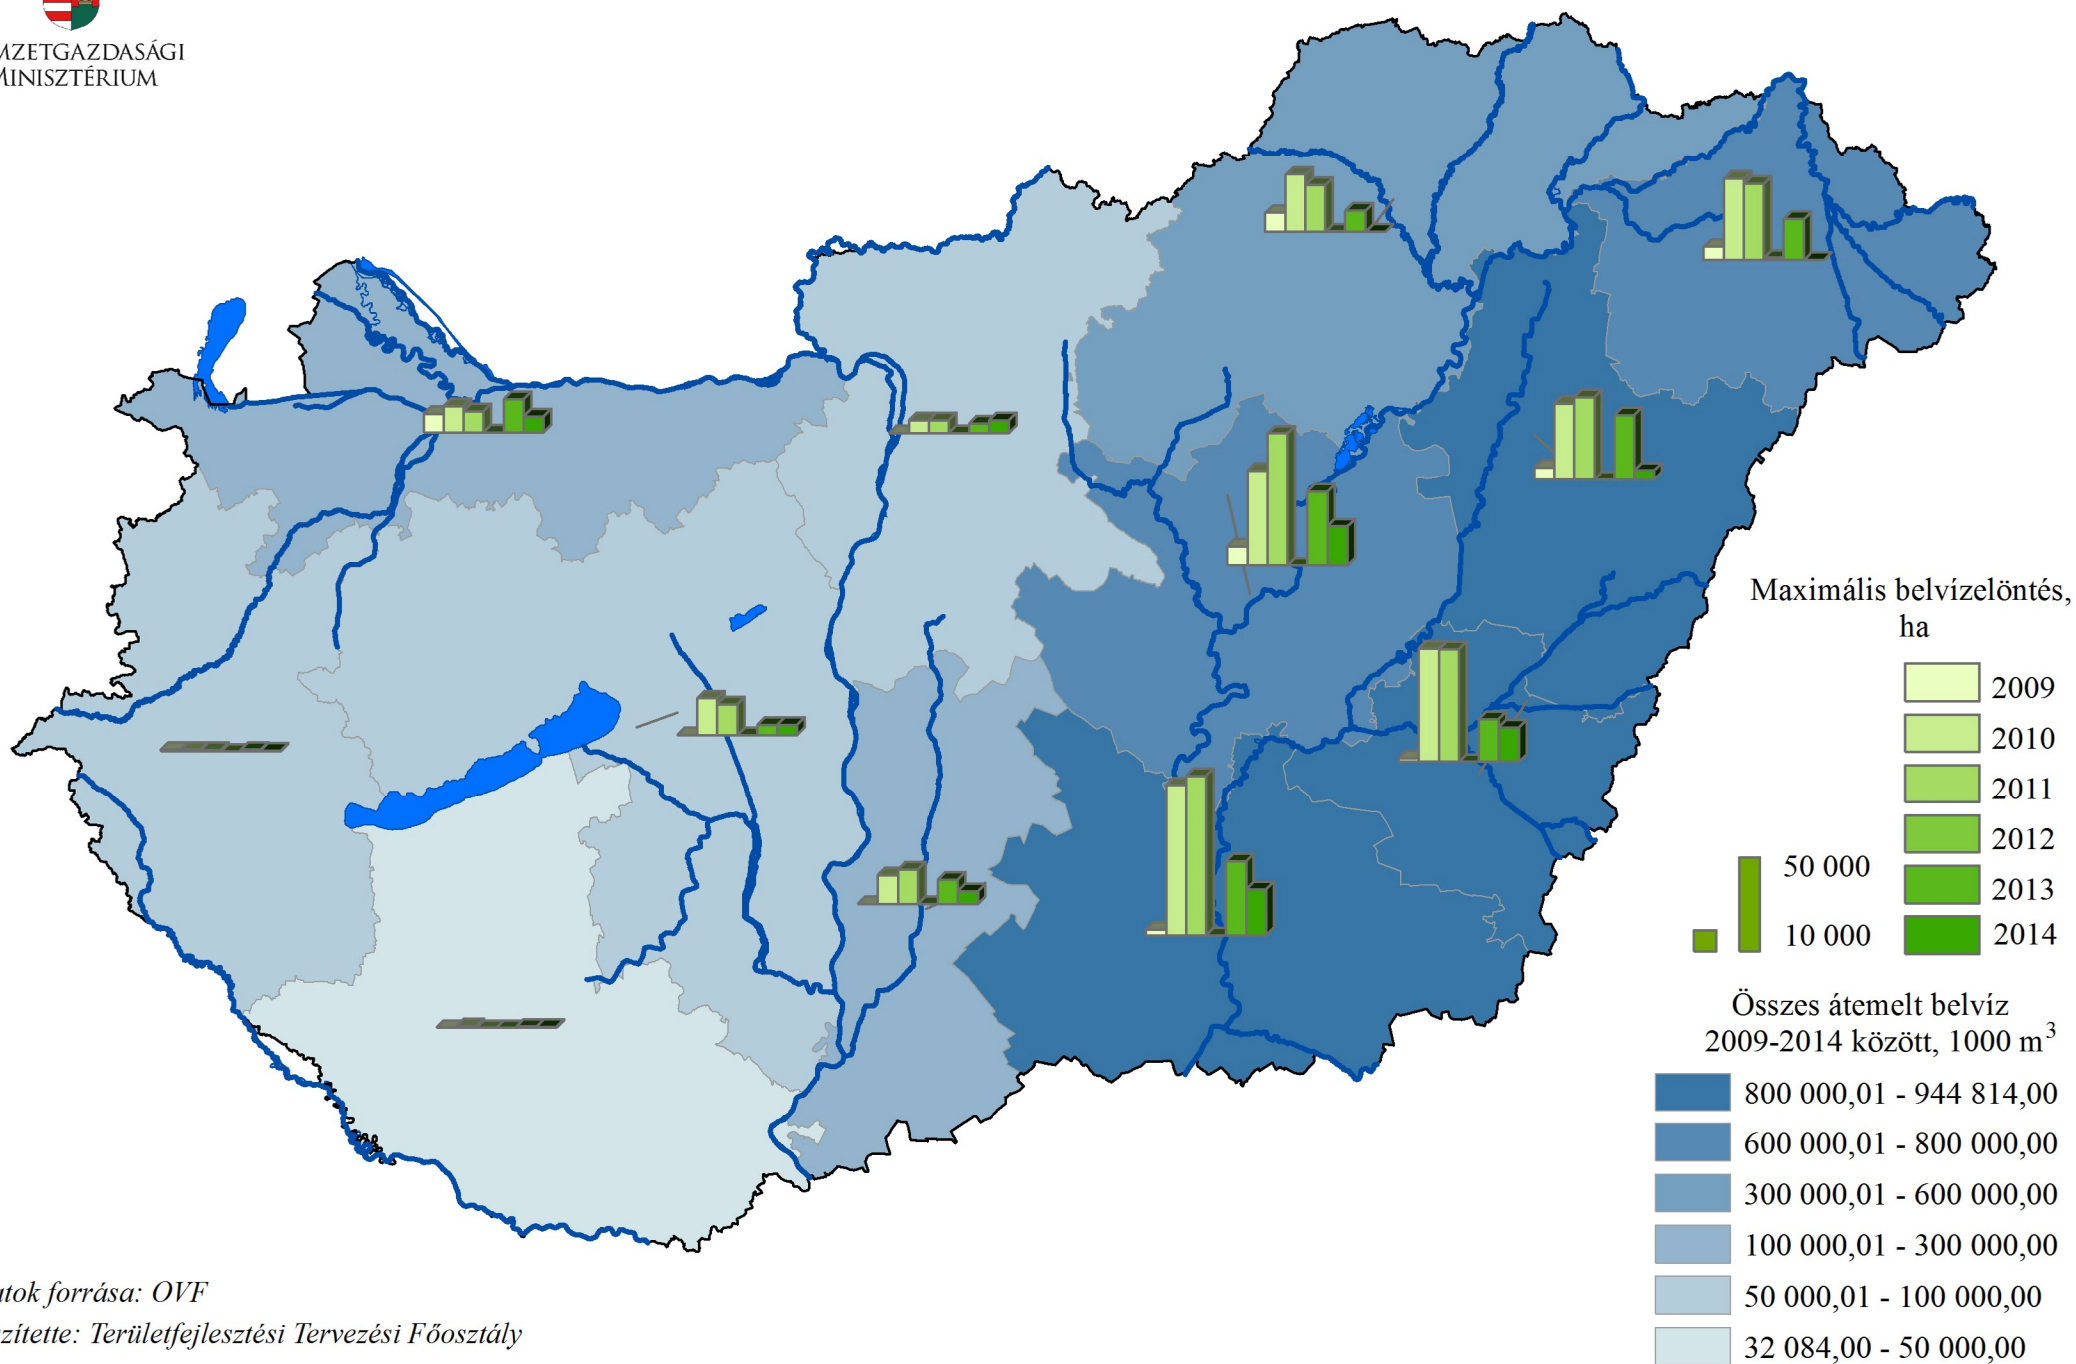 MZETGAZDASÁGI
MINISZTÉRIUM
Maximális belvízelöntés,
ha
2009
2010
2011
2012
2013
2014
50 000
10 000
Összes átemelt belvíz
2009-2014 között, 1000 m³
800 000,01 - 944 814,00
600 000,01 - 800 000,00
300 000,01 - 600 000,00
100 000,01 - 300 000,00
50 000,01 - 100 000,00
32 084,00 - 50 000,00
atok forrása: OVF
zítette: Területfejlesztési Tervezési Főosztály